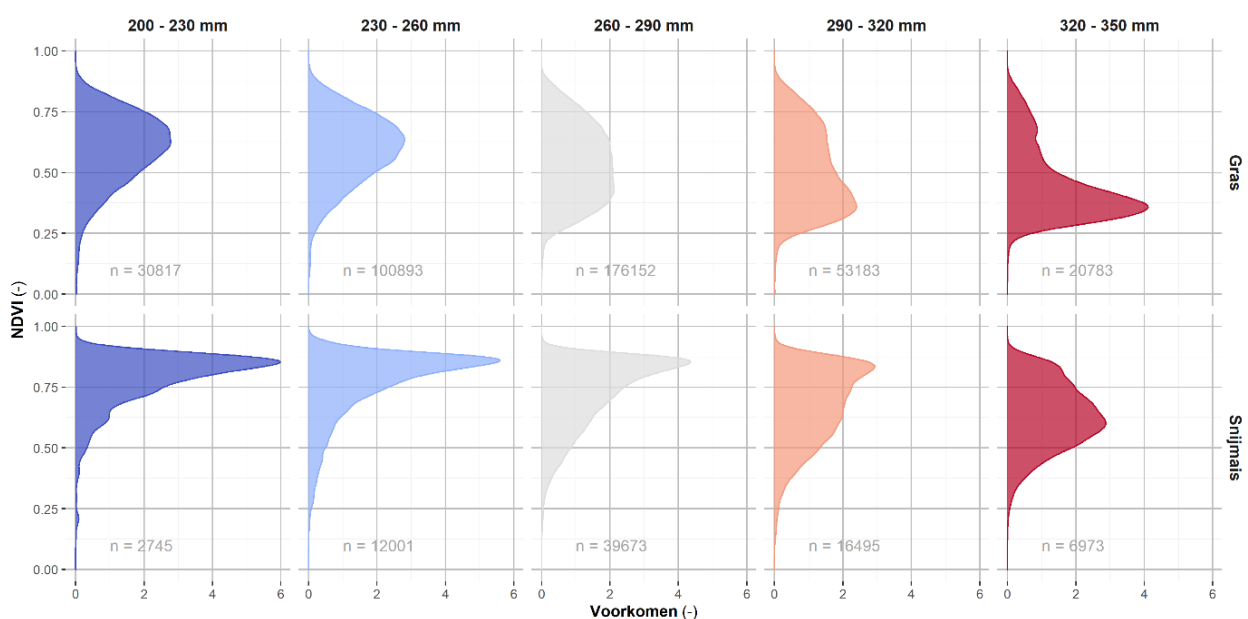 200 - 230 mm 230 - 260 mm 260 - 290 mm 290 - 320 mm 320 - 350 mm
1.00
0.75
0.50
0.25
0.00
n = 30817 n = 100893 n = 176152 n = 53183 n = 20783
Gras
NDVI (-)
1.00
0.75
0.50
0.25
0.00
n = 2745 n = 12001 n = 39673 n = 16495 n = 6973
Snijmais
0 2 4 6 0 2 4 6 0 2 4 6 0 2 4 6 0 2 4 6
Voorkomen (-)